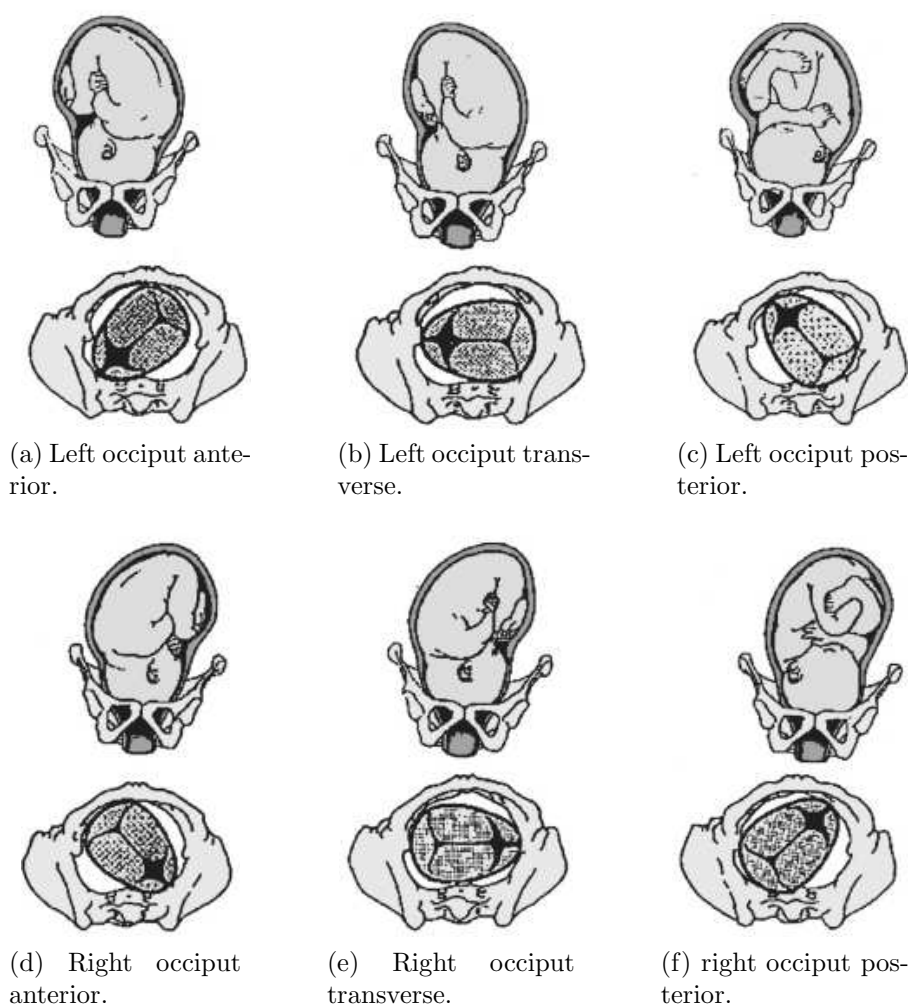 (a) Left occiput ante-
rior.
(b) Left occiput trans-
verse.
(c) Left occiput pos-
terior.
(d) Right occiput
anterior.
(e) Right occiput
transverse.
(f) right occiput pos-
terior.